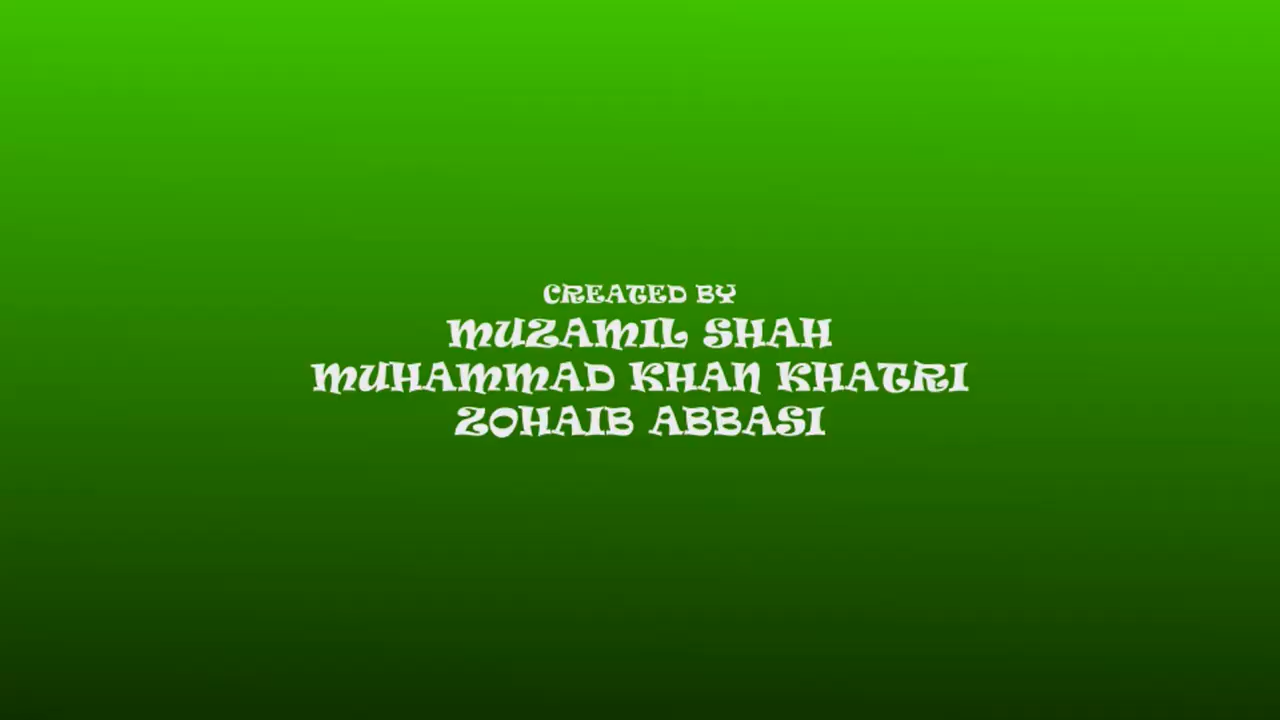 CREATED BY
MUZAMIL SHAH
MUHAMMAD KHAN KHATRI
ZOHAIB ABBASI